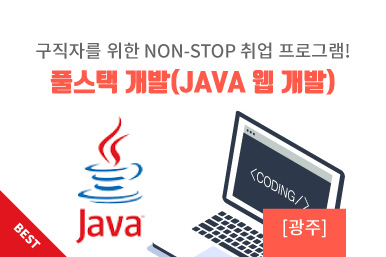 구직자를 위한 NON-STOP 취업 프로그램!
풀스택 개발(JAVA 웹 개발)
<CODING/>
Java
[광주]
BEST